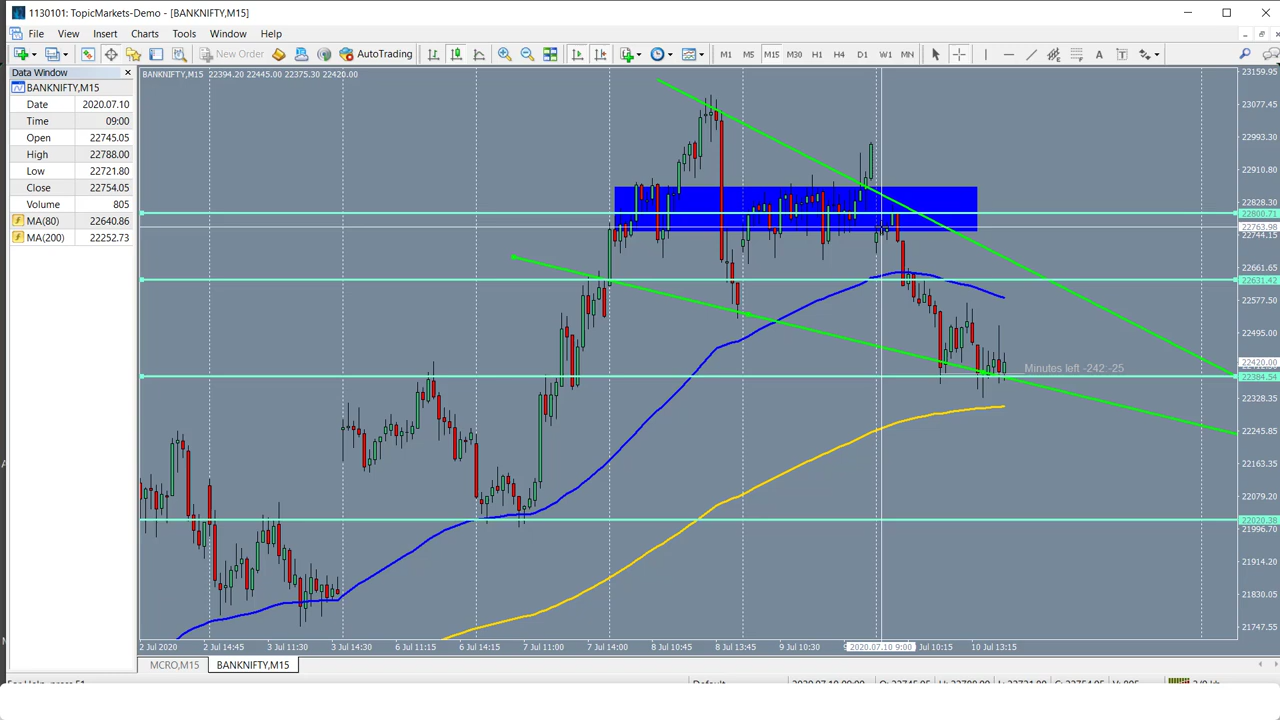 1130101: TopicMarkets-Demo - [BANKNIFTY,M15]
File View Insert Charts Tools Window Help
New Order AutoTrading M1 M5 M15 M30 H1 H4 D1 W1 MN A T
Data Window
BANKNIFTY,M15
Date 2020.07.10
Time 09:00
Open 22745.05
High 22788.00
Low 22721.80
Close 22754.05
Volume 805
MA(80) 22640.86
MA(200) 22252.73
BANKNIFTY,M15 22394.20 22445.00 22375.30 22420.00
23159.95
23077.45
22993.30
22910.80
22828.30
22800.71
22763.98
22744.15
22661.65
22631.42
22577.50
22495.00
22420.00
Minutes left -242 -25
22384.54
22328.35
22245.85
22163.35
22079.20
22020.38
21996.70
21914.20
21830.05
21747.55
2 Jul 2020 2 Jul 14:45 3 Jul 11:30 3 Jul 14:30 6 Jul 11:15 6 Jul 14:15 7 Jul 11:00 7 Jul 14:00 8 Jul 10:45 8 Jul 13:45 9 Jul 10:30 2020.07.10 9:00 Jul 10:15 10 Jul 13:15
MCRO,M15 BANKNIFTY,M15